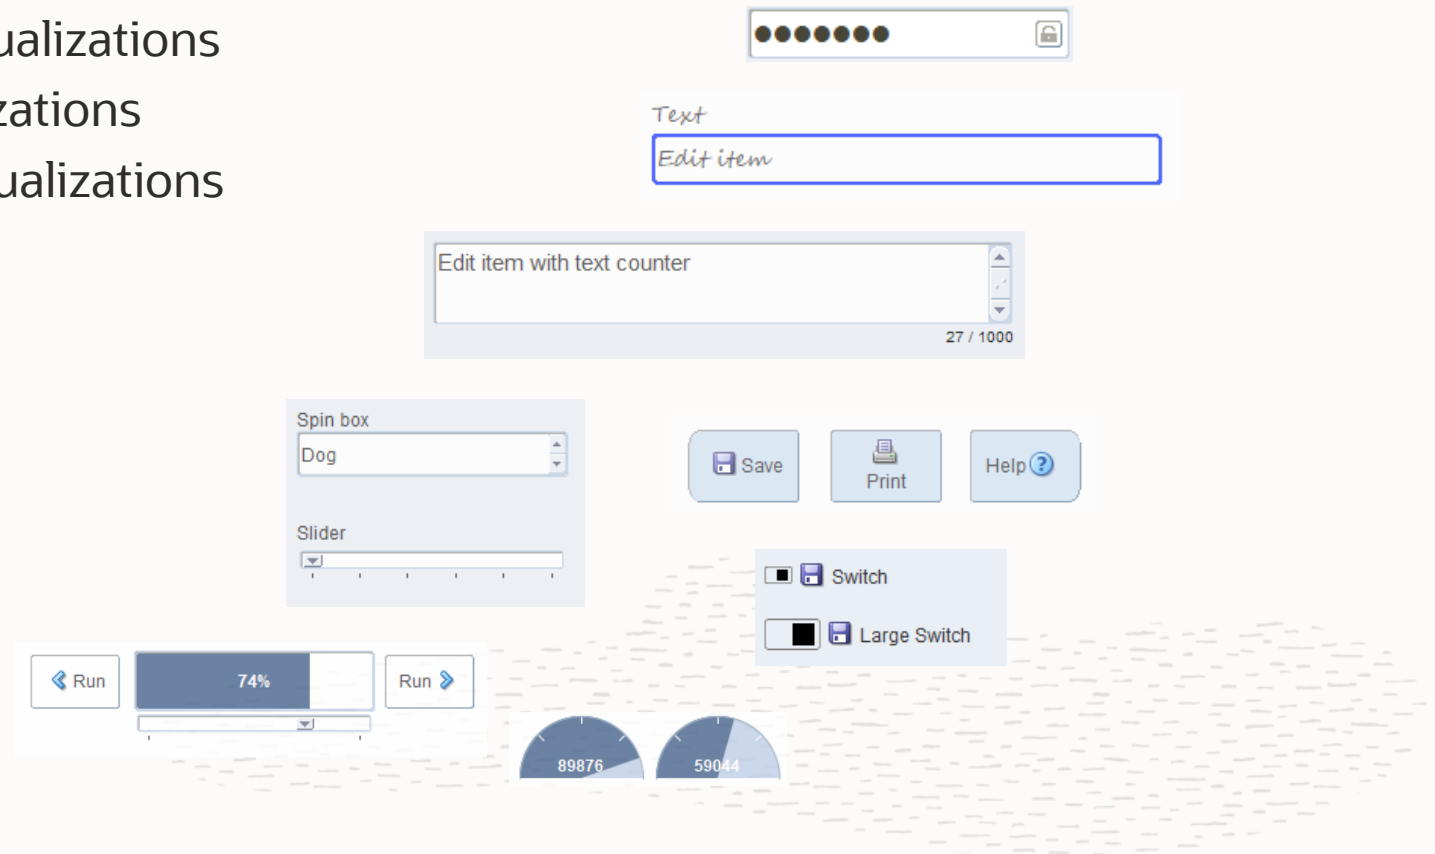 ualizations
zations
ualizations
Text
Edit item
Edit item with text counter
27 / 1000
Spin box
Dog
Slider
Save
Print
Help
Switch
Large Switch
Run
74%
Run
89876
59044